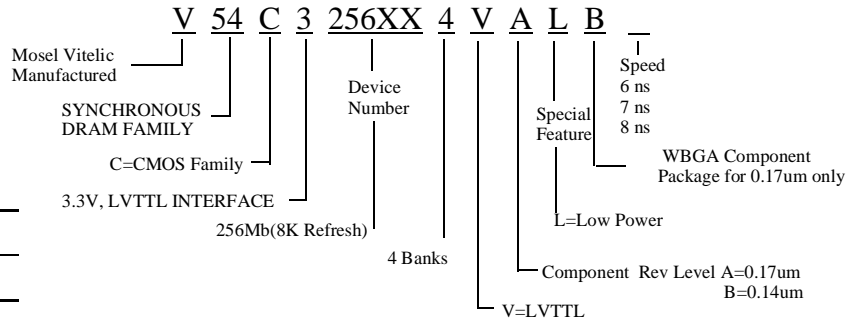 V 54 C 3 256XX 4 V A L B
Mosel Vitelic
Manufactured
SYNCHRONOUS
DRAM FAMILY
C=CMOS Family
3.3V, LVTTL INTERFACE
Device
Number
256Mb(8K Refresh)
4 Banks
Special
Feature
Speed
6 ns
7 ns
8 ns
WBGA Component
Package for 0.17um only
L=Low Power
Component Rev Level A=0.17um
B=0.14um
V=LVTTL